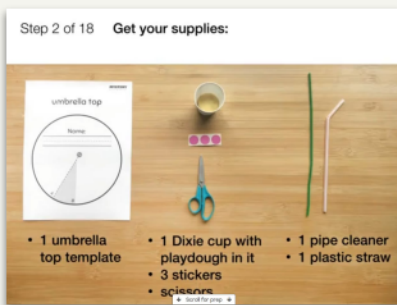 Step 2 of 18 Get your supplies:
umbrella top
Name:
• 1 umbrella
top template
• 1 Dixie cup with
playdough in it
• 3 stickers
• scissors
• 1 pipe cleaner
• 1 plastic straw
Scroll for prep